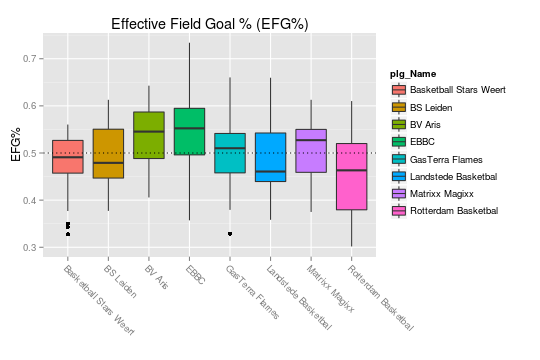 Effective Field Goal % (EFG%)
EFG%
0.7
0.6
0.5
0.4
0.3
Basketball Stars Weert
BS Leiden
BV Aris
EBBC
GasTerra Flames
Landstede Basketbal
Matrixx Magixx
Rotterdam Basketbal
plg_Name
Basketball Stars Weert
BS Leiden
BV Aris
EBBC
GasTerra Flames
Landstede Basketbal
Matrixx Magixx
Rotterdam Basketbal